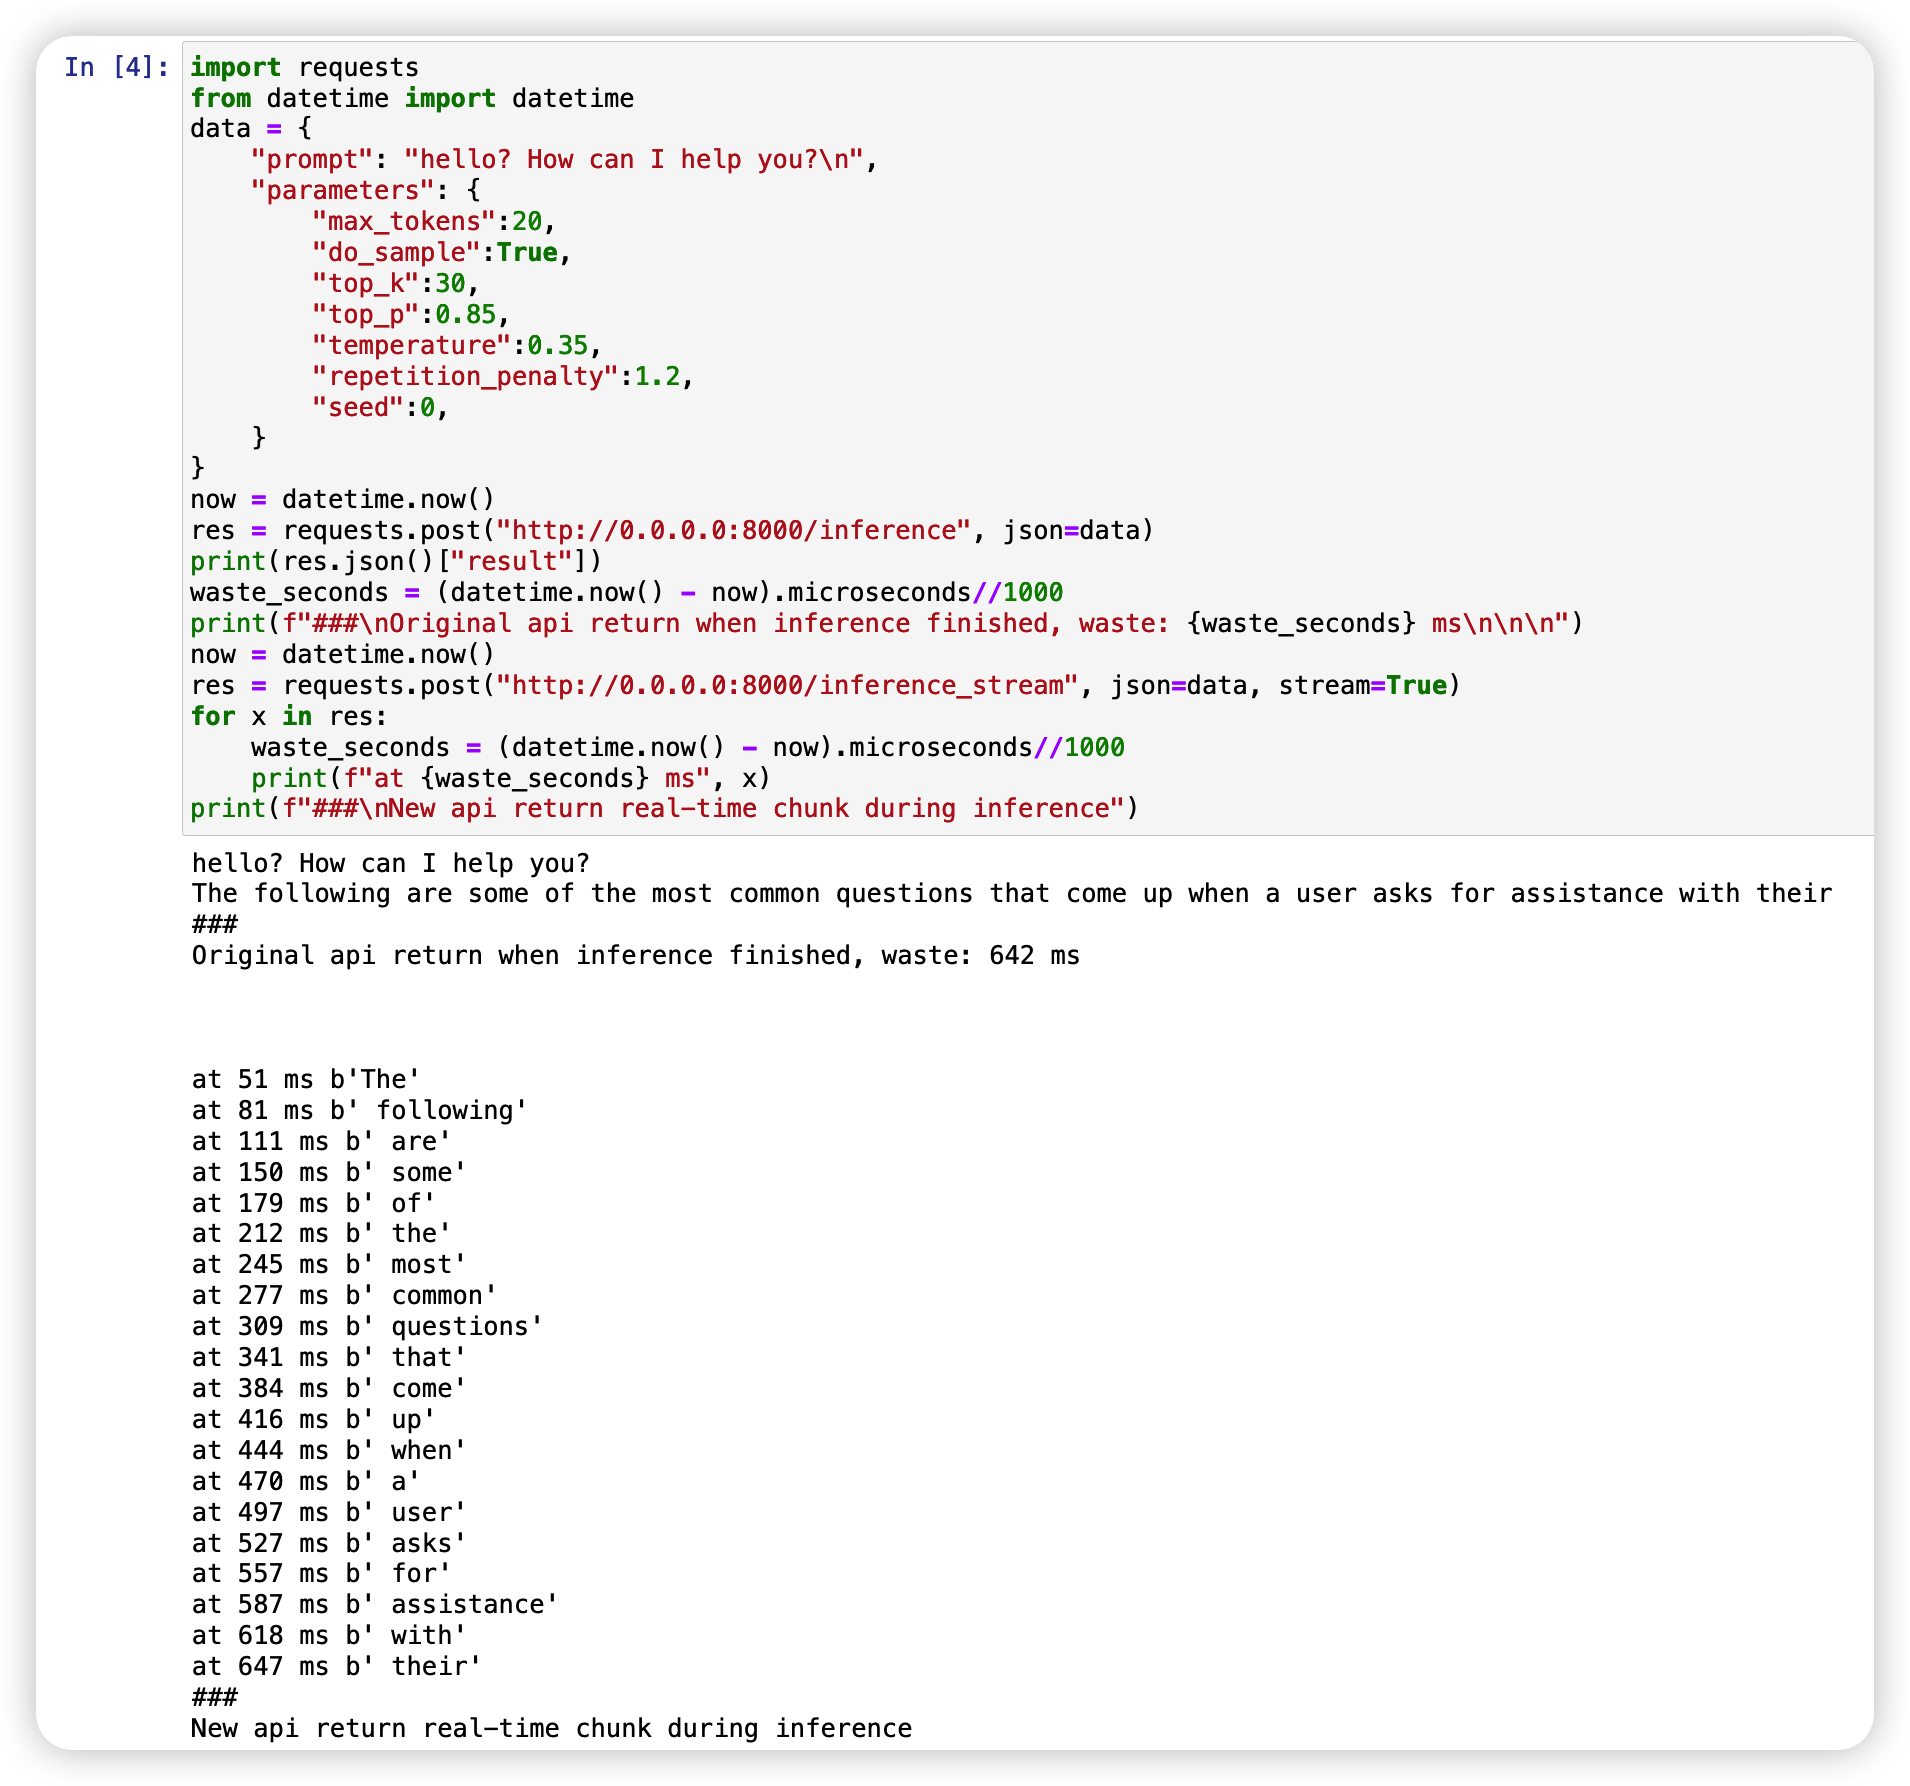 In [4]: import requests
from datetime import datetime
data = {
    "prompt": "hello? How can I help you?\n",
    "parameters": {
        "max_tokens":20,
        "do_sample":True,
        "top_k":30,
        "top_p":0.85,
        "temperature":0.35,
        "repetition_penalty":1.2,
        "seed":0,
    }
}
now = datetime.now()
res = requests.post("http://0.0.0.0:8000/inference", json=data)
print(res.json()["result"])
waste_seconds = (datetime.now() - now).microseconds//1000
print(f"###\nOriginal api return when inference finished, waste: {waste_seconds} ms\n\n\n")
now = datetime.now()
res = requests.post("http://0.0.0.0:8000/inference_stream", json=data, stream=True)
for x in res:
    waste_seconds = (datetime.now() - now).microseconds//1000
    print(f"at {waste_seconds} ms", x)
print(f"###\nNew api return real-time chunk during inference")
hello? How can I help you?
The following are some of the most common questions that come up when a user asks for assistance with their
###
Original api return when inference finished, waste: 642 ms
at 51 ms b'The'
at 81 ms b' following'
at 111 ms b' are'
at 150 ms b' some'
at 179 ms b' of'
at 212 ms b' the'
at 245 ms b' most'
at 277 ms b' common'
at 309 ms b' questions'
at 341 ms b' that'
at 384 ms b' come'
at 416 ms b' up'
at 444 ms b' when'
at 470 ms b' a'
at 497 ms b' user'
at 527 ms b' asks'
at 557 ms b' for'
at 587 ms b' assistance'
at 618 ms b' with'
at 647 ms b' their'
###
New api return real-time chunk during inference